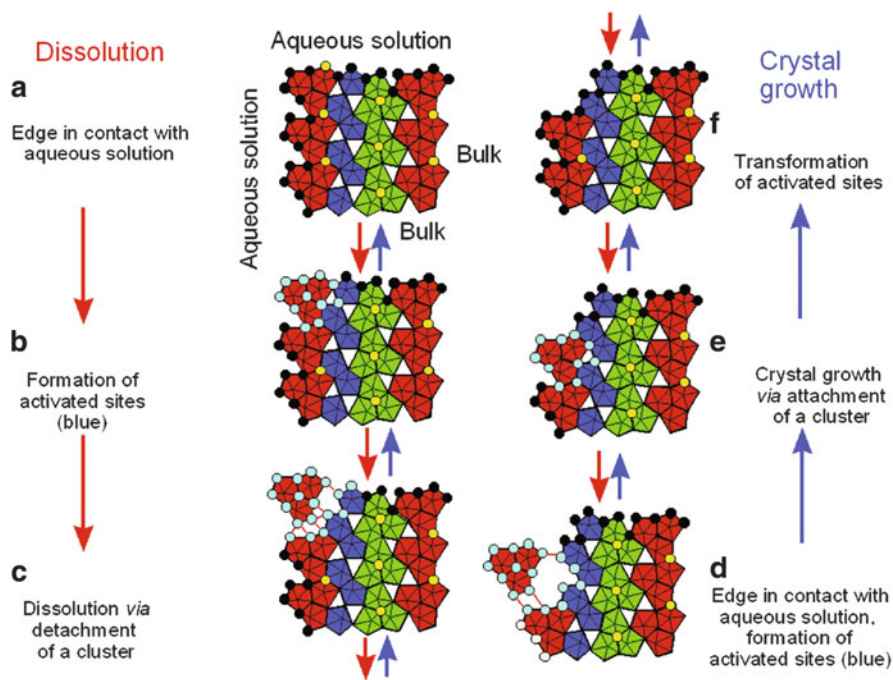 Dissolution
a
Edge in contact with
aqueous solution
b
Formation of
activated sites
(blue)
c
Dissolution via
detachment
of a cluster
Aqueous solution
Aqueous solution
Bulk
Bulk
Crystal
growth
f
Transformation
of activated sites
e
Crystal growth
via attachment
of a cluster
d
Edge in contact with
aqueous solution,
formation of
activated sites (blue)